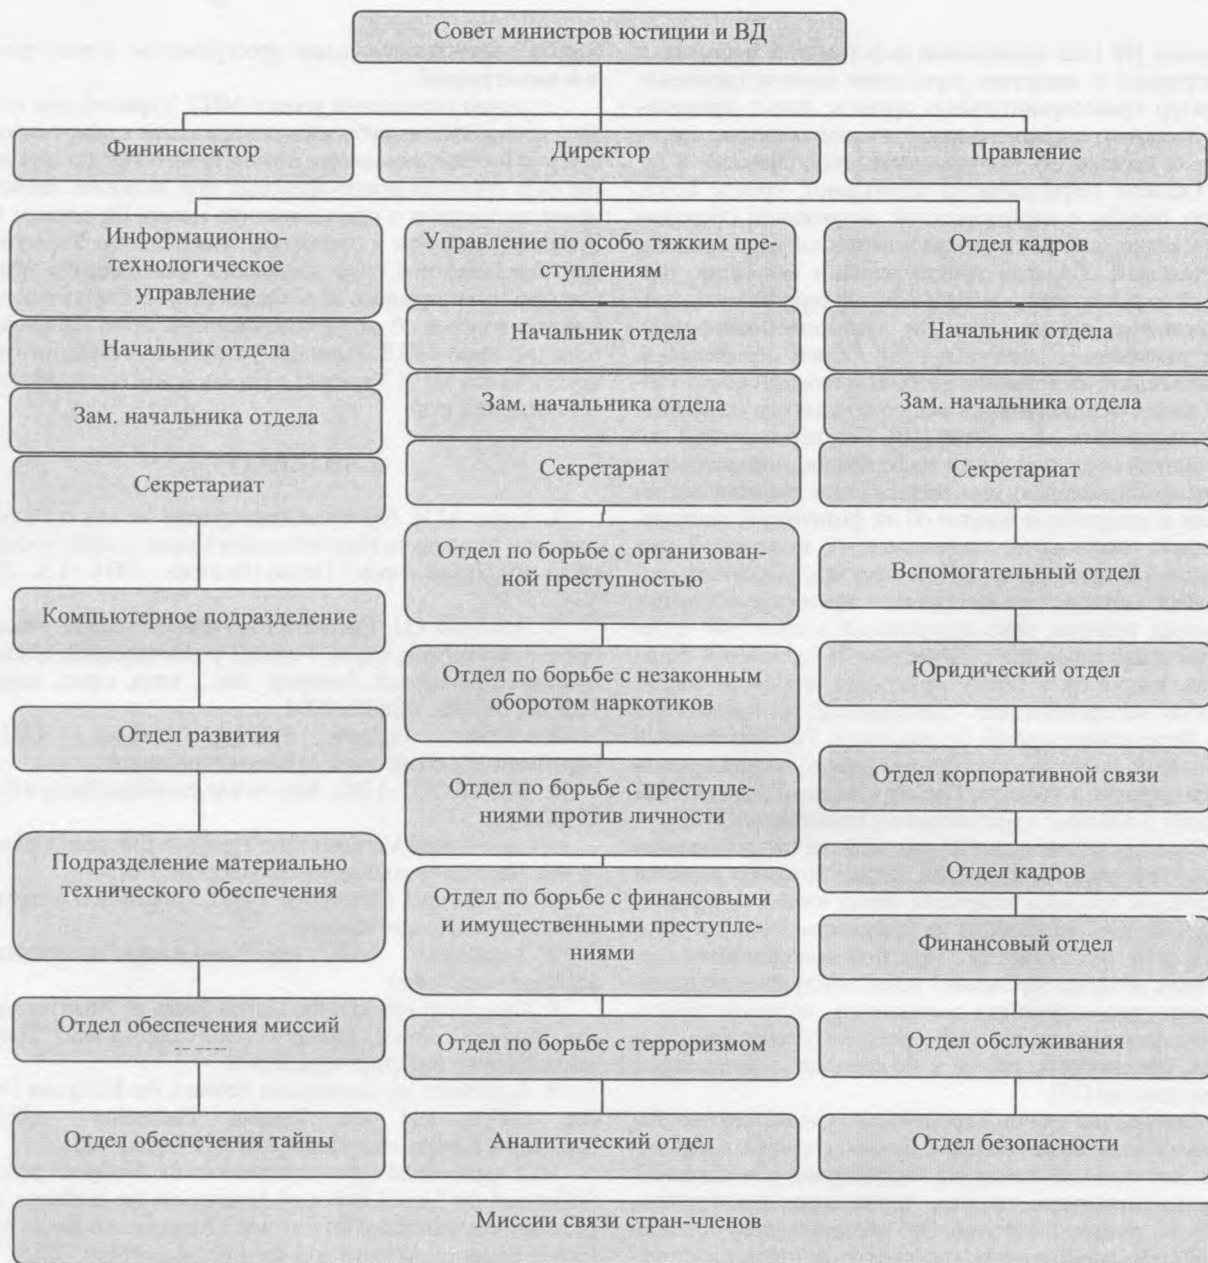 Совет министров юстиции и ВД
Фининспектор
Директор
Правление
Информационно-
технологическое
управление
Начальник отдела
Зам. начальника отдела
Секретариат
Компьютерное подразделение
Отдел развития
Подразделение материально
технического обеспечения
Отдел обеспечения миссий
Отдел обеспечения тайны
Управление по особо тяжким пре-
ступлениям
Начальник отдела
Зам. начальника отдела
Секретариат
Отдел по борьбе с организован-
ной преступностью
Отдел по борьбе с незаконным
оборотом наркотиков
Отдел по борьбе с преступле-
ниями против личности
Отдел по борьбе с финансовыми
и имущественными преступле-
ниями
Отдел по борьбе с терроризмом
Аналитический отдел
Отдел кадров
Начальник отдела
Зам. начальника отдела
Секретариат
Вспомогательный отдел
Юридический отдел
Отдел корпоративной связи
Отдел кадров
Финансовый отдел
Отдел обслуживания
Отдел безопасности
Миссии связи стран-членов